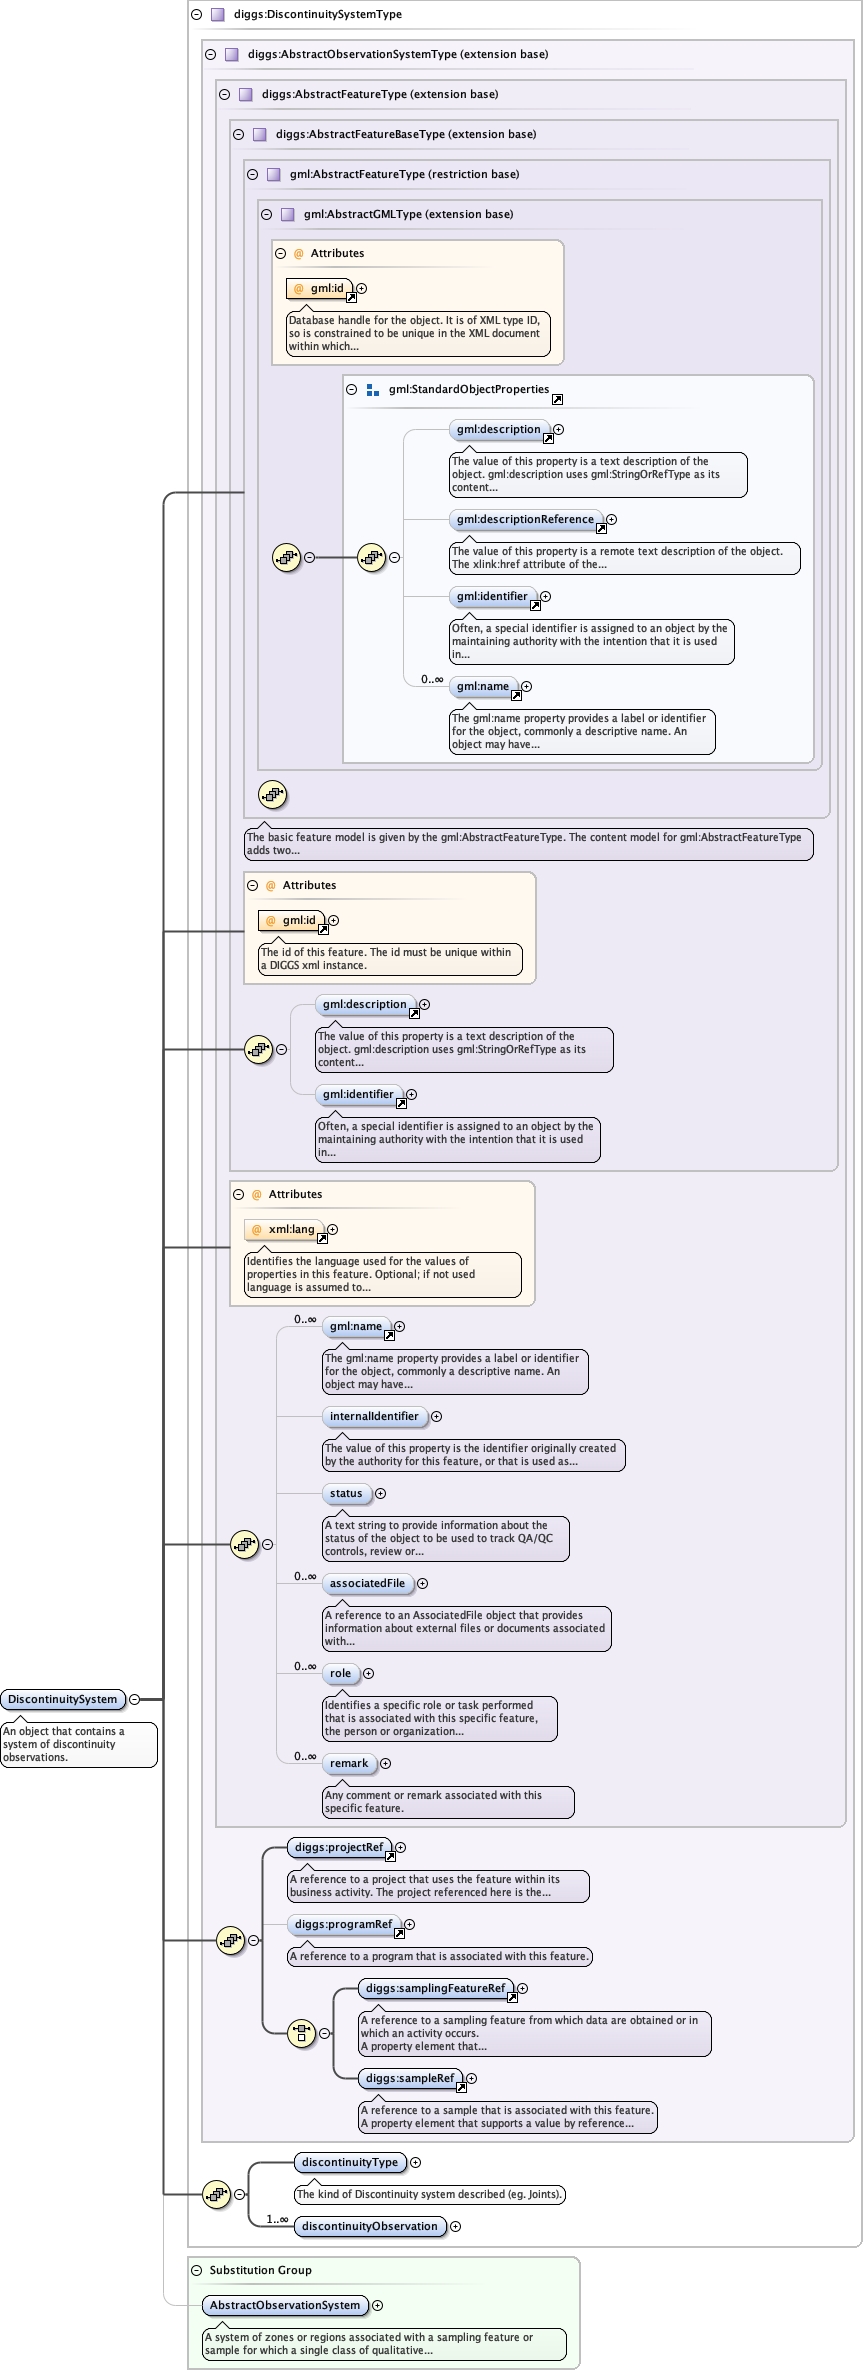 diggs:DiscontinuitySystemType
diggs:AbstractObservationSystemType (extension base)
diggs:AbstractFeatureType (extension base)
diggs:AbstractFeatureBaseType (extension base)
gml:AbstractFeatureType (restriction base)
gml:AbstractGMLType (extension base)
@ Attributes
@ gml:id
Database handle for the object. It is of XML type ID,
so is constrained to be unique in the XML document
within which...
gml:StandardObjectProperties
gml:description
The value of this property is a text description of the
object. gml:description uses gml:StringOrRefType as its
content...
gml:descriptionReference
The value of this property is a remote text description of the object.
The xlink:href attribute of the...
gml:identifier
Often, a special identifier is assigned to an object by the
maintaining authority with the intention that it is used
in...
0..∞
gml:name
The gml:name property provides a label or identifier
for the object, commonly a descriptive name. An
object may have...
The basic feature model is given by the gml:AbstractFeatureType. The content model for gml:AbstractFeatureType
adds two...
@ Attributes
@ gml:id
The id of this feature. The id must be unique within
a DIGGS xml instance.
gml:description
The value of this property is a text description of the
object. gml:description uses gml:StringOrRefType as its
content...
gml:identifier
Often, a special identifier is assigned to an object by the
maintaining authority with the intention that it is used
in...
@ Attributes
@ xml:lang
Identifies the language used for the values of
properties in this feature. Optional; if not used
language is assumed to...
0..∞
gml:name
The gml:name property provides a label or identifier
for the object, commonly a descriptive name. An
object may have...
internalIdentifier
The value of this property is the identifier originally created
by the authority for this feature, or that is used as...
status
A text string to provide information about the
status of the object to be used to track QA/QC
controls, review or...
0..∞
associatedFile
A reference to an AssociatedFile object that provides
information about external files or documents associated
with...
0..∞
role
Identifies a specific role or task performed
that is associated with this specific feature,
the person or organization...
DiscontinuitySystem
An object that contains a
system of discontinuity
observations.
0..∞
remark
Any comment or remark associated with this
specific feature.
diggs:projectRef
A reference to a project that uses the feature within its
business activity. The project referenced here is the...
diggs:programRef
A reference to a program that is associated with this feature.
diggs:samplingFeatureRef
A reference to a sampling feature from which data are obtained or in
which an activity occurs.
A property element that...
diggs:sampleRef
A reference to a sample that is associated with this feature.
A property element that supports a value by reference...
discontinuityType
The kind of Discontinuity system described (eg. Joints).
1..∞
discontinuityObservation
Substitution Group
AbstractObservationSystem
A system of zones or regions associated with a sampling feature or
sample for which a single class of qualitative...